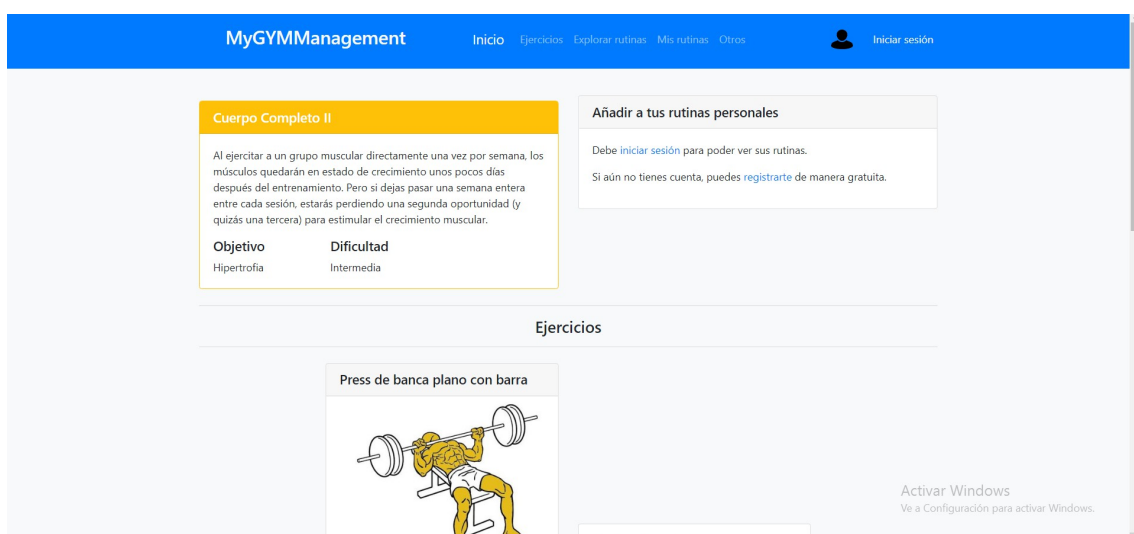 MyGYMManagement
Inicio Ejercicios Explorar rutinas Mis rutinas Otros
Iniciar sesión
Cuerpo Completo II
Al ejercitar a un grupo muscular directamente una vez por semana, los
músculos quedarán en estado de crecimiento unos pocos días
después del entrenamiento. Pero si dejas pasar una semana entera
entre cada sesión, estarás perdiendo una segunda oportunidad (y
quizás una tercera) para estimular el crecimiento muscular.
Objetivo Dificultad
Hipertrofia Intermedia
Añadir a tus rutinas personales
Debe iniciar sesión para poder ver sus rutinas.
Si aún no tienes cuenta, puedes registrarte de manera gratuita.
Ejercicios
Press de banca plano con barra
Activar Windows
Ve a Configuración para activar Windows.